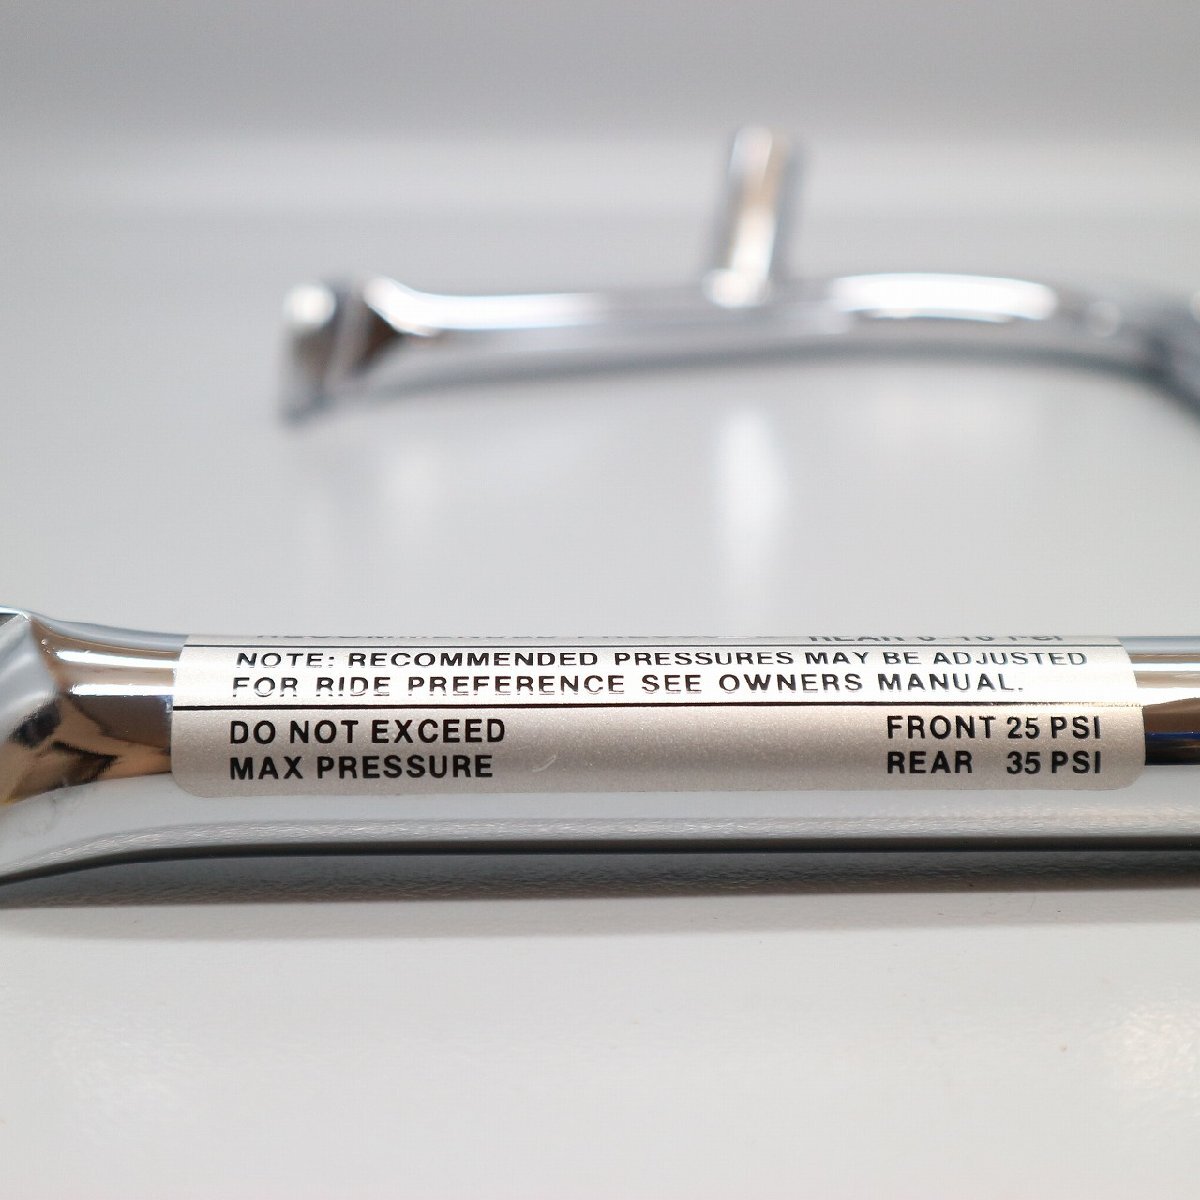 NOTE: RECOMMENDED PRESSURES MAY BE ADJUSTED
FOR RIDE PREFERENCE SEE OWNERS MANUAL.
DO NOT EXCEED FRONT 25 PSI
MAX PRESSURE REAR 35 PSI